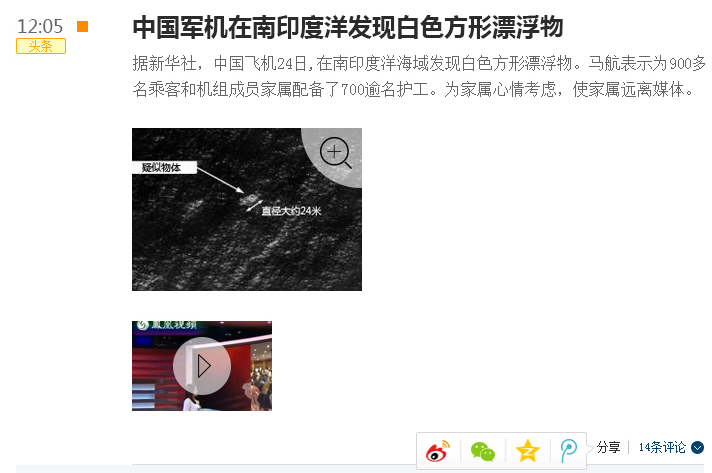 12:05
头条
中国军机在南印度洋发现白色方形漂浮物
据新华社，中国飞机24日,在南印度洋海域发现白色方形漂浮物。马航表示为900多
名乘客和机组成员家属配备了700逾名护工。为家属心情考虑，使家属远离媒体。
疑似物体
直径大约24米
鳳凰视頻
分享
14条评论